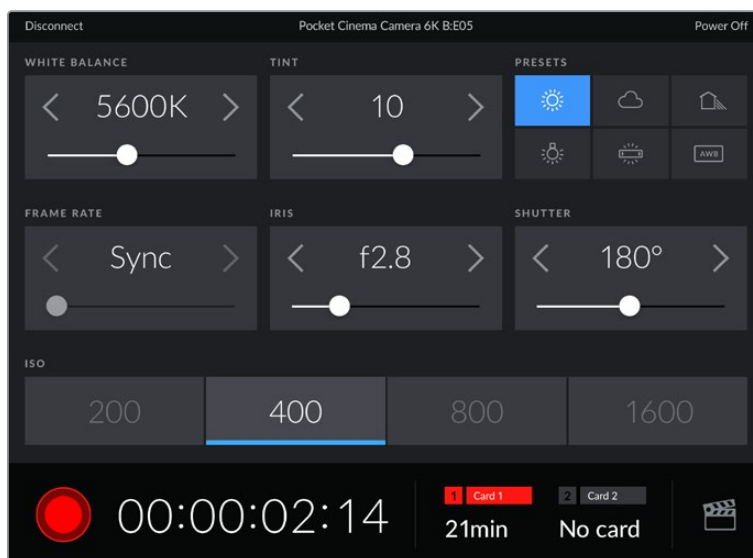 Disconnect Pocket Cinema Camera 6K B:E05 Power Off
WHITE BALANCE TINT PRESETS
5600K 10
AWB
FRAME RATE IRIS SHUTTER
Sync f2.8 180°
ISO
200 400 800 1600
00:00:02:14
1 Card 1 2 Card 2
21min No card